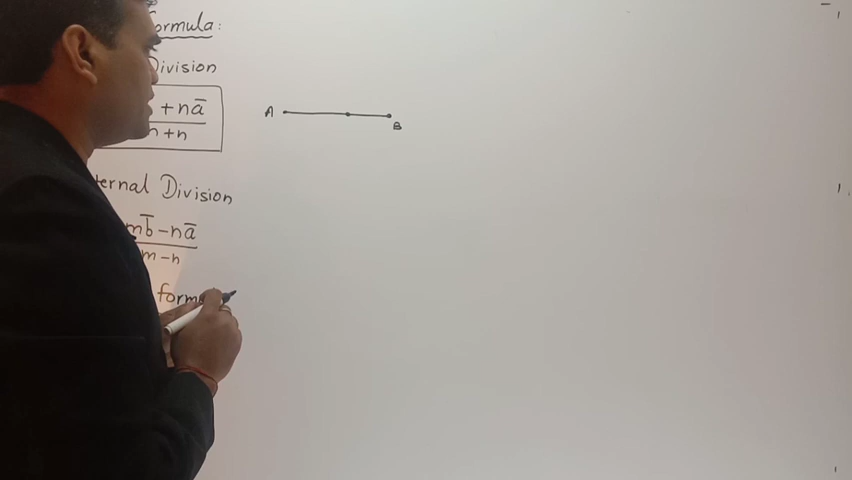 ormula:
Division
A
+ na̅
B
m + n
ternal Division
mb̅ - na̅
m - n
form